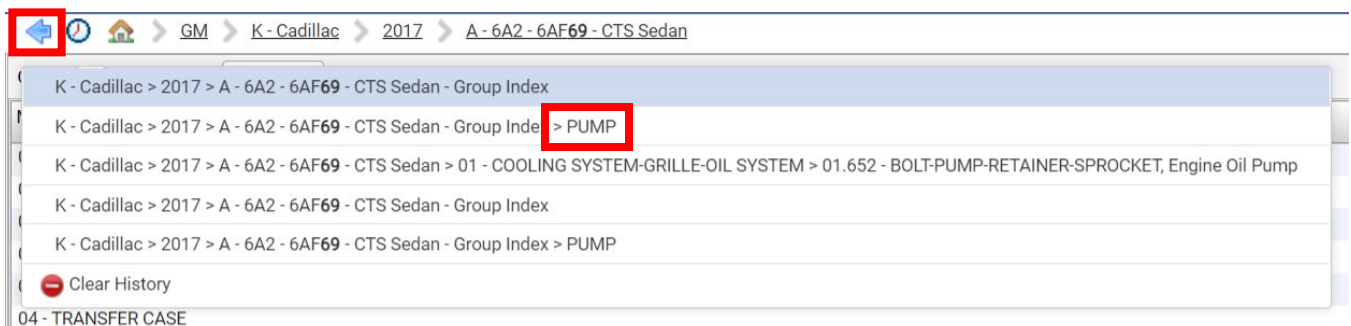 GM K - Cadillac 2017 A - 6A2 - 6AF69 - CTS Sedan
K - Cadillac > 2017 > A - 6A2 - 6AF69 - CTS Sedan - Group Index
K - Cadillac > 2017 > A - 6A2 - 6AF69 - CTS Sedan - Group Index > PUMP
K - Cadillac > 2017 > A - 6A2 - 6AF69 - CTS Sedan > 01 - COOLING SYSTEM-GRILLE-OIL SYSTEM > 01.652 - BOLT-PUMP-RETAINER-SPROCKET, Engine Oil Pump
K - Cadillac > 2017 > A - 6A2 - 6AF69 - CTS Sedan - Group Index
K - Cadillac > 2017 > A - 6A2 - 6AF69 - CTS Sedan - Group Index > PUMP
Clear History
04 - TRANSFER CASE